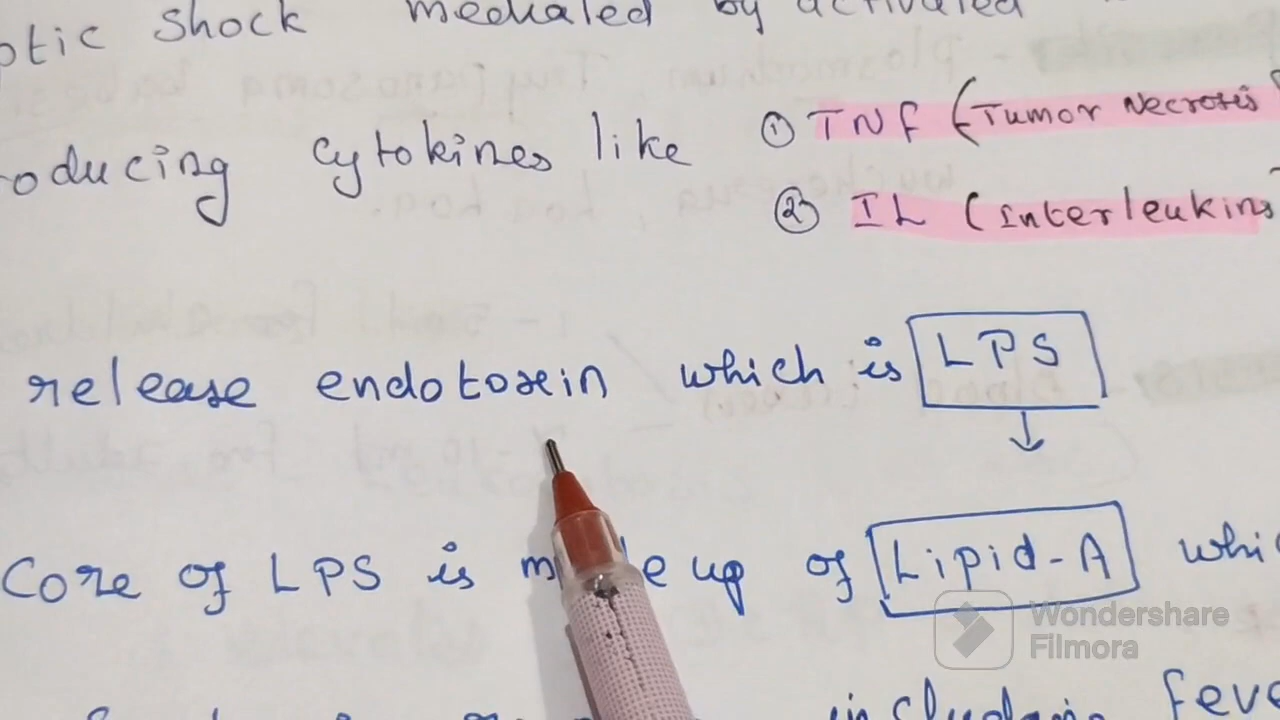 ptic shock mediated by activated
oducing cytokines like ① TNF (Tumor Necrosis
② IL (Interleukins
release endotoxin which is LPS
↓
Core of LPS is made up of Lipid-A whi
Wondershare
Filmora
including feve